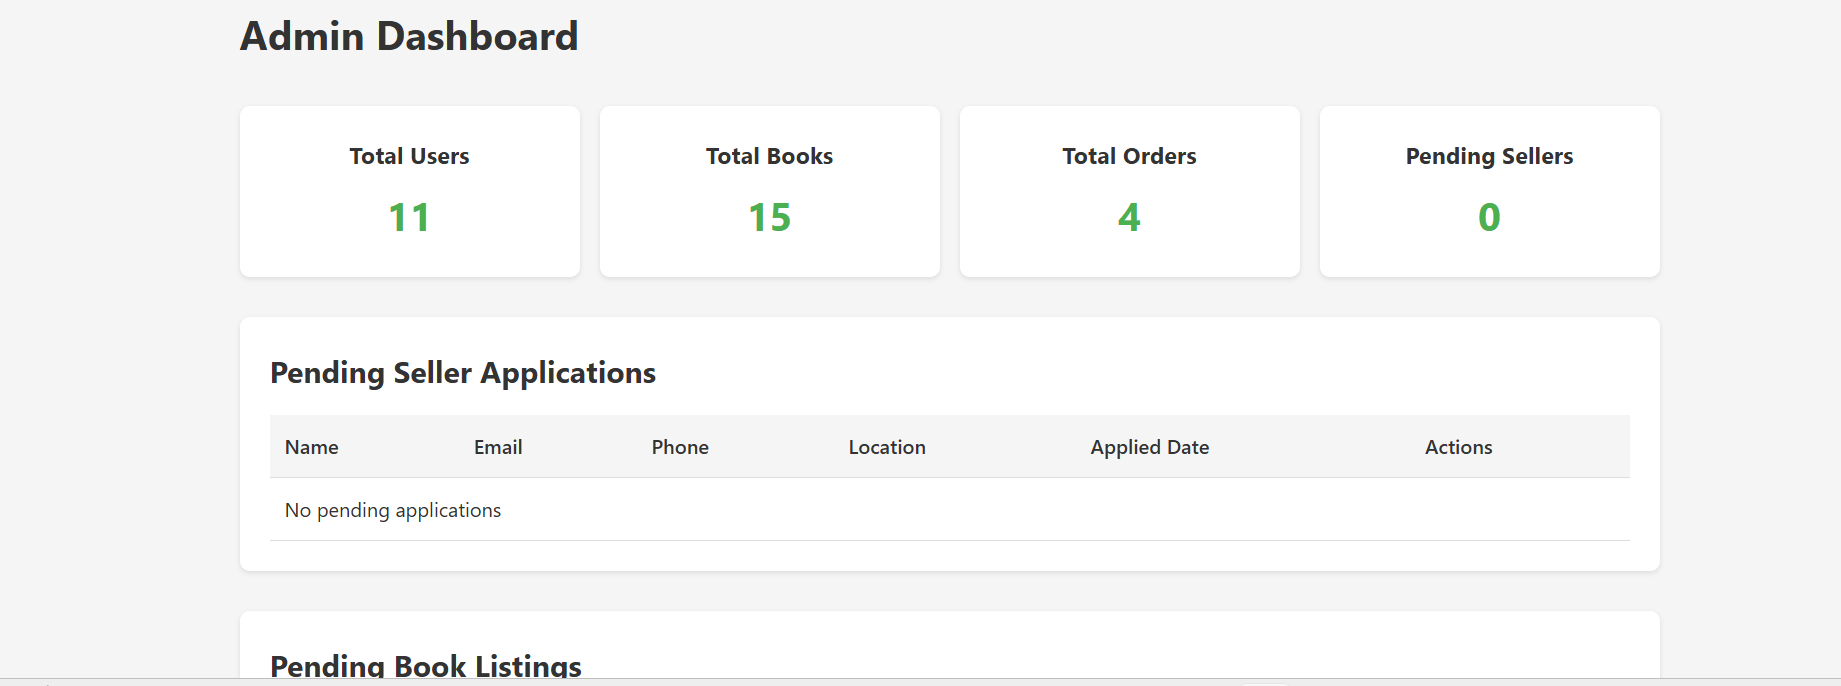 Admin Dashboard
Total Users
11
Total Books
15
Total Orders
4
Pending Sellers
0
Pending Seller Applications
Name Email Phone Location Applied Date Actions
No pending applications
Pending Book Listings